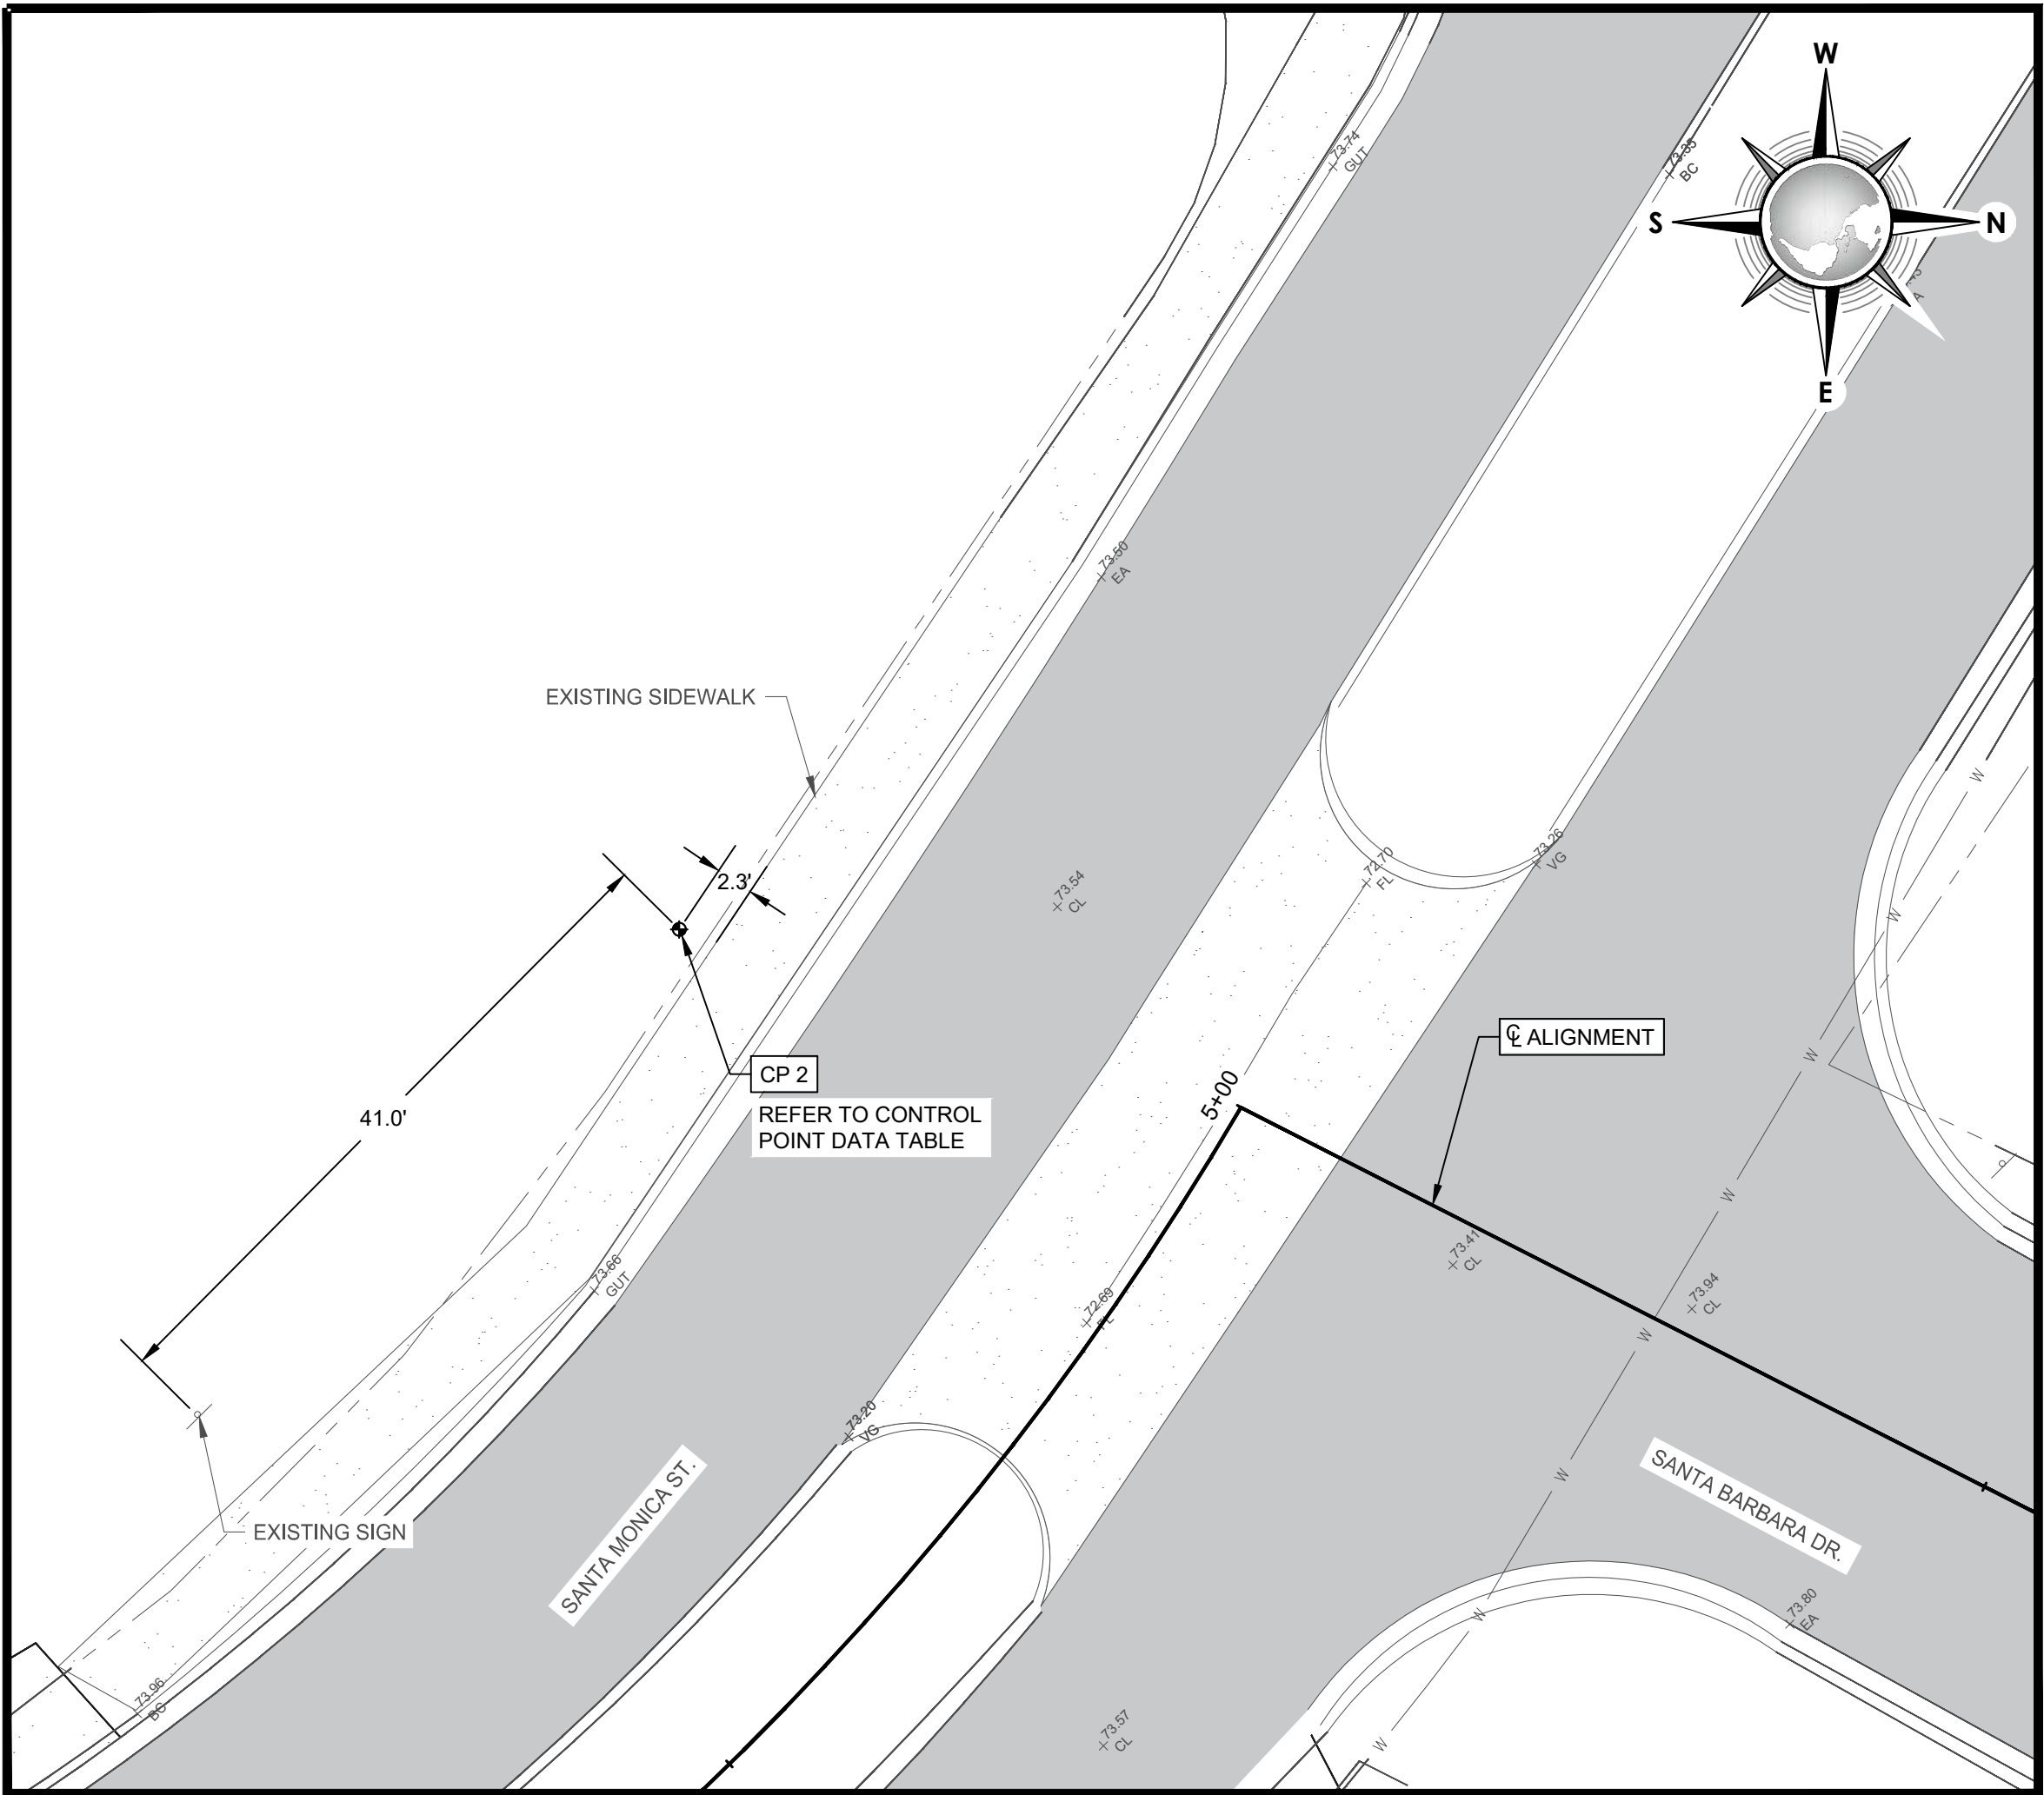 W
S
N
E
73.74
GUT
73.35
BC
73.50
EA
EXISTING SIDEWALK
W
73.26
VG
72.70
FL
2.3'
73.54
CL
W
℄ ALIGNMENT
W
CP 2
5+00
REFER TO CONTROL
POINT DATA TABLE
41.0'
W
73.41
CL
73.66
GUT
73.94
CL
72.69
FL
W
73.20
VG
W
SANTA MONICA ST.
SANTA BARBARA DR.
EXISTING SIGN
W
73.80
EA
73.96
BC
73.57
CL
W